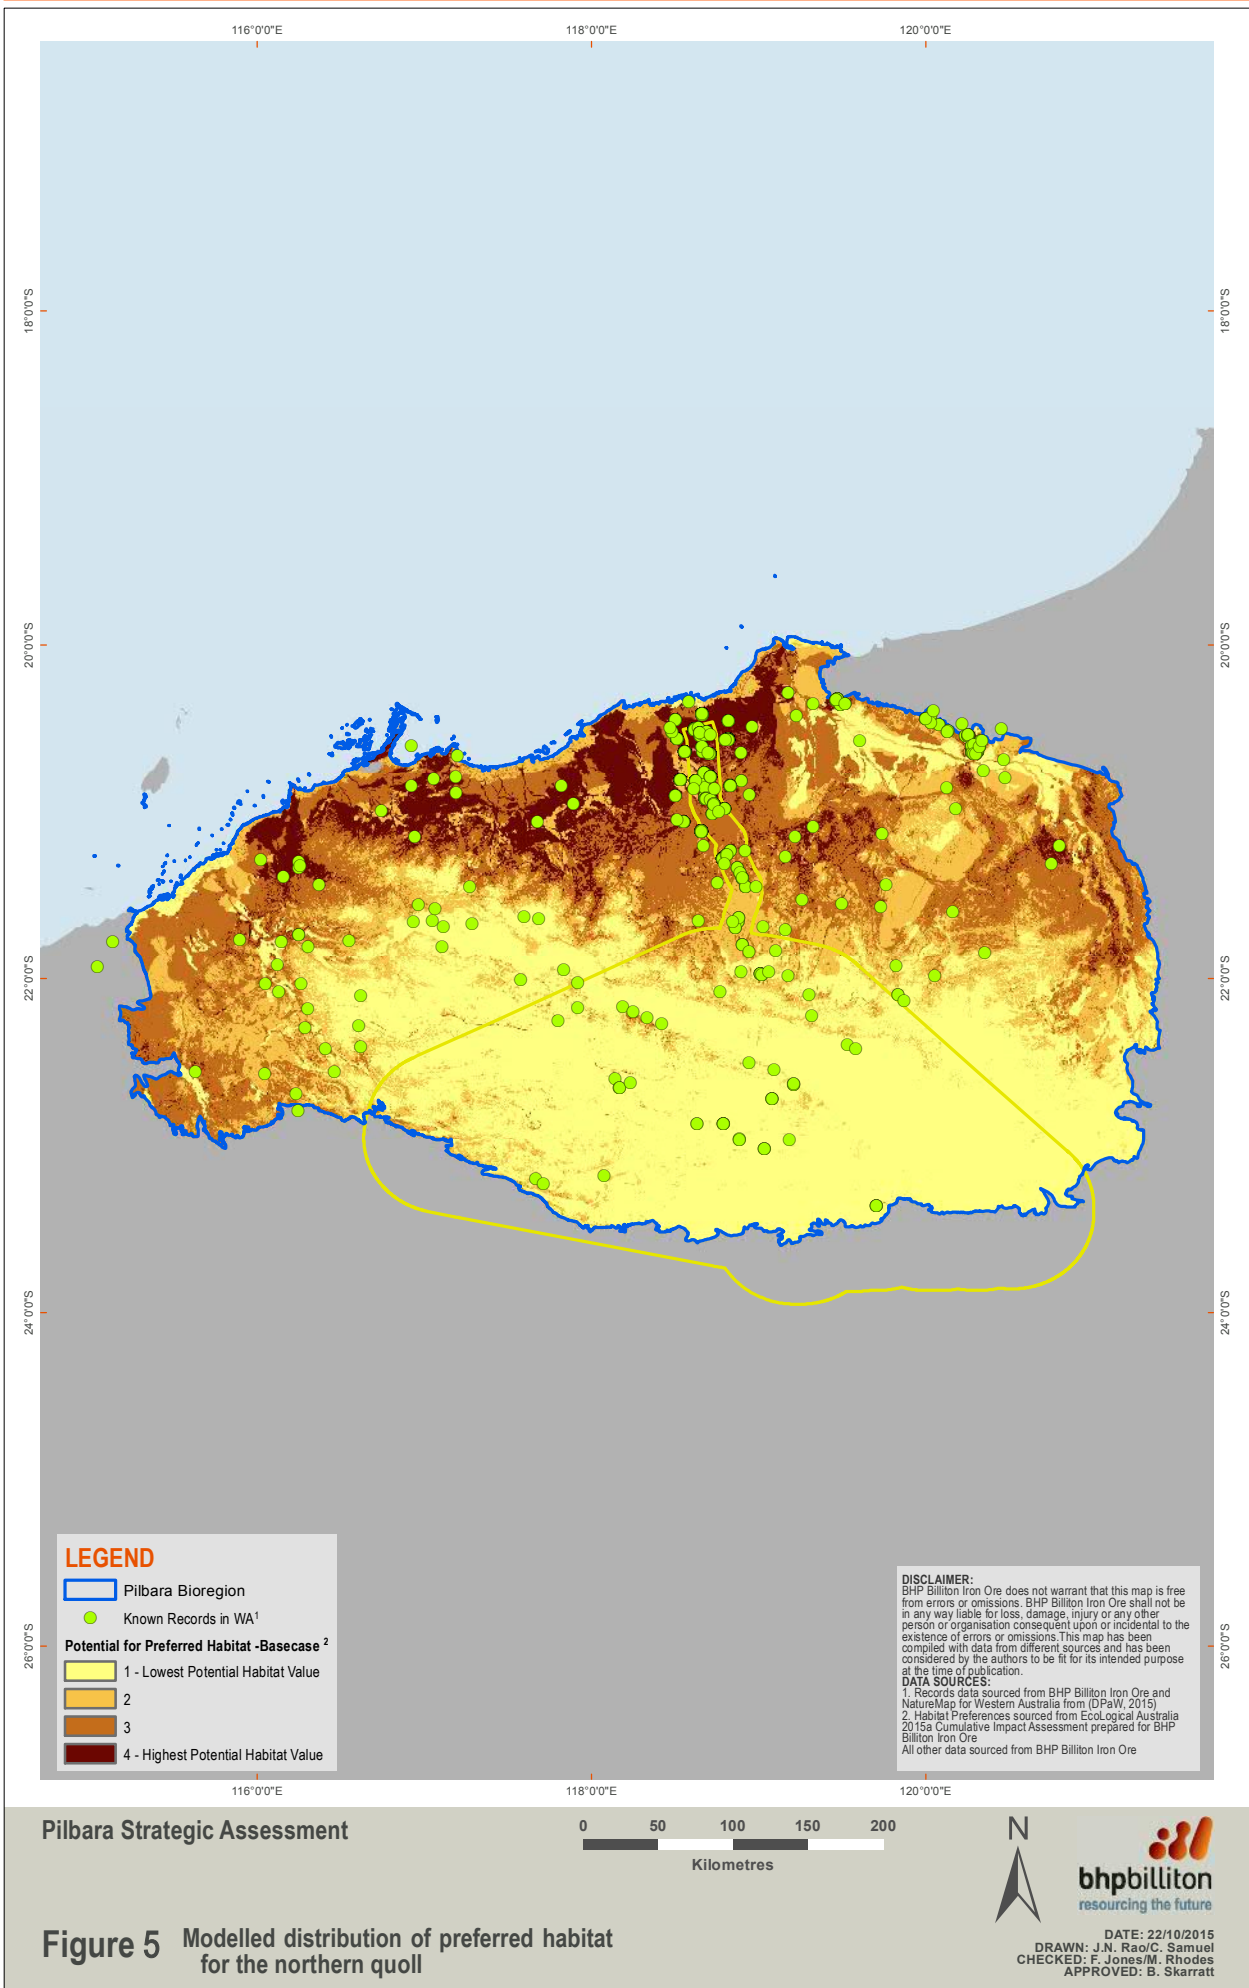 116°0'0"E
118°0'0"E
120°0'0"E
18°0'0"S
18°0'0"S
20°0'0"S
20°0'0"S
22°0'0"S
22°0'0"S
24°0'0"S
24°0'0"S
26°0'0"S
26°0'0"S
LEGEND
Pilbara Bioregion
Known Records in WA1
Potential for Preferred Habitat -Basecase 2
1 - Lowest Potential Habitat Value
2
3
4 - Highest Potential Habitat Value
DISCLAIMER:
BHP Billiton Iron Ore does not warrant that this map is free
from errors or omissions. BHP Billiton Iron Ore shall not be
in any way liable for loss, damage, injury or any other
person or organisation consequent upon or incidental to the
existence of errors or omissions.This map has been
compiled with data from different sources and has been
considered by the authors to be fit for its intended purpose
at the time of publication.
DATA SOURCES:
1. Records data sourced from BHP Billiton Iron Ore and
NatureMap for Western Australia from (DPaW, 2015)
2. Habitat Preferences sourced from EcoLogical Australia
2015a Cumulative Impact Assessment prepared for BHP
Billiton Iron Ore
All other data sourced from BHP Billiton Iron Ore
116°0'0"E
118°0'0"E
120°0'0"E
Pilbara Strategic Assessment
0 50 100 150 200
Kilometres
N
bhpbilliton
resourcing the future
Figure 5 Modelled distribution of preferred habitat
for the northern quoll
DATE: 22/10/2015
DRAWN: J.N. Rao/C. Samuel
CHECKED: F. Jones/M. Rhodes
APPROVED: B. Skarratt